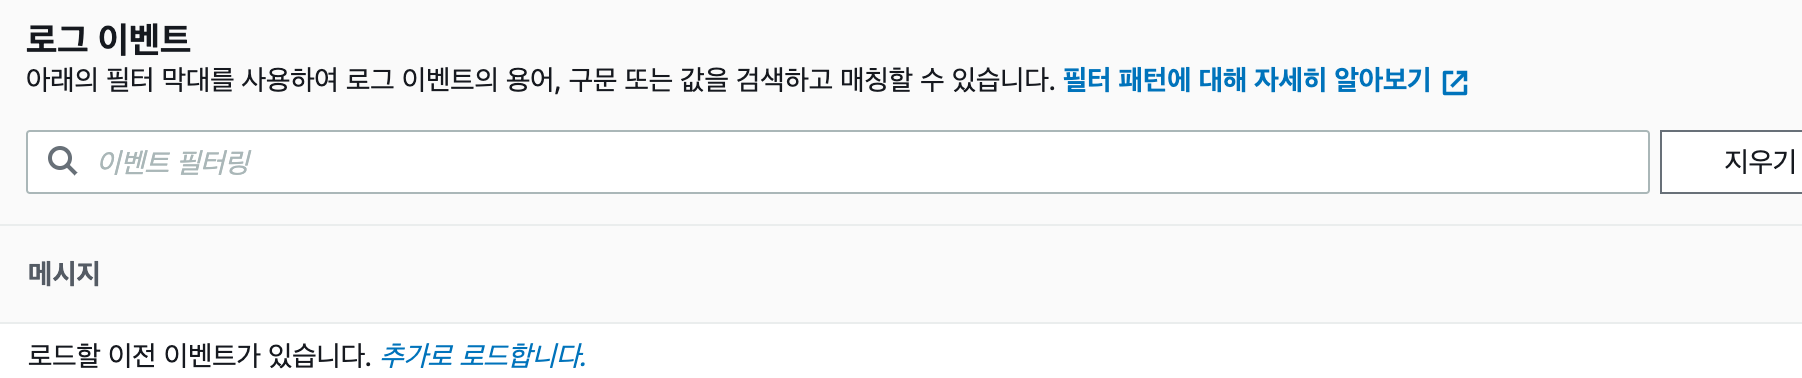 로그 이벤트
아래의 필터 막대를 사용하여 로그 이벤트의 용어, 구문 또는 값을 검색하고 매칭할 수 있습니다. 필터 패턴에 대해 자세히 알아보기
이벤트 필터링
지우기
메시지
로드할 이전 이벤트가 있습니다. 추가로 로드합니다.